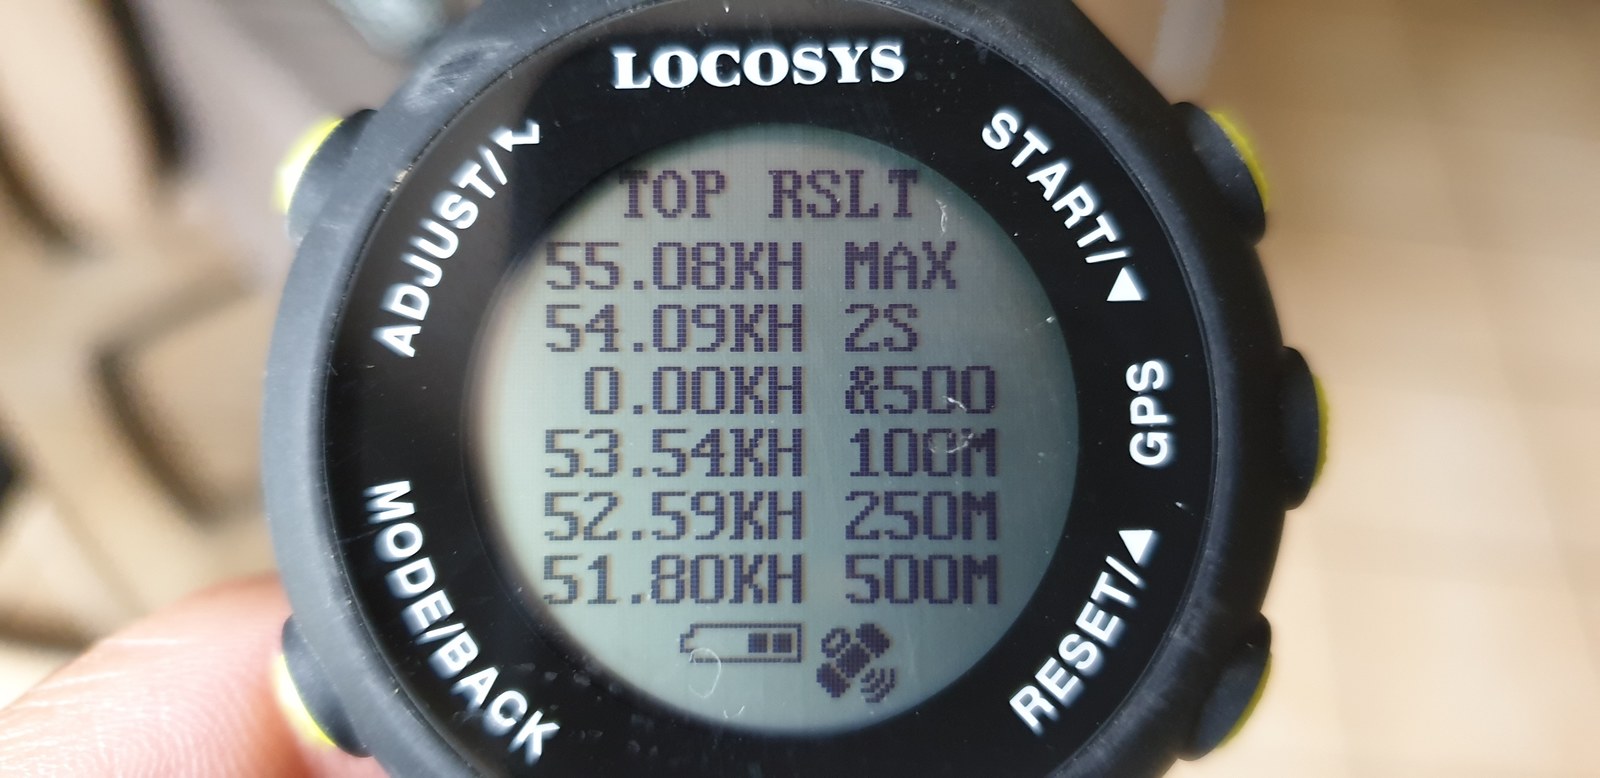 LOCOSYS
ADJUST/
START/▼
TOP RSLT
55.08KH MAX
54.09KH 2S
0.00KH &500
53.54KH 100M
52.59KH 250M
51.80KH 500M
GPS
MODE/BACK
RESET/▲